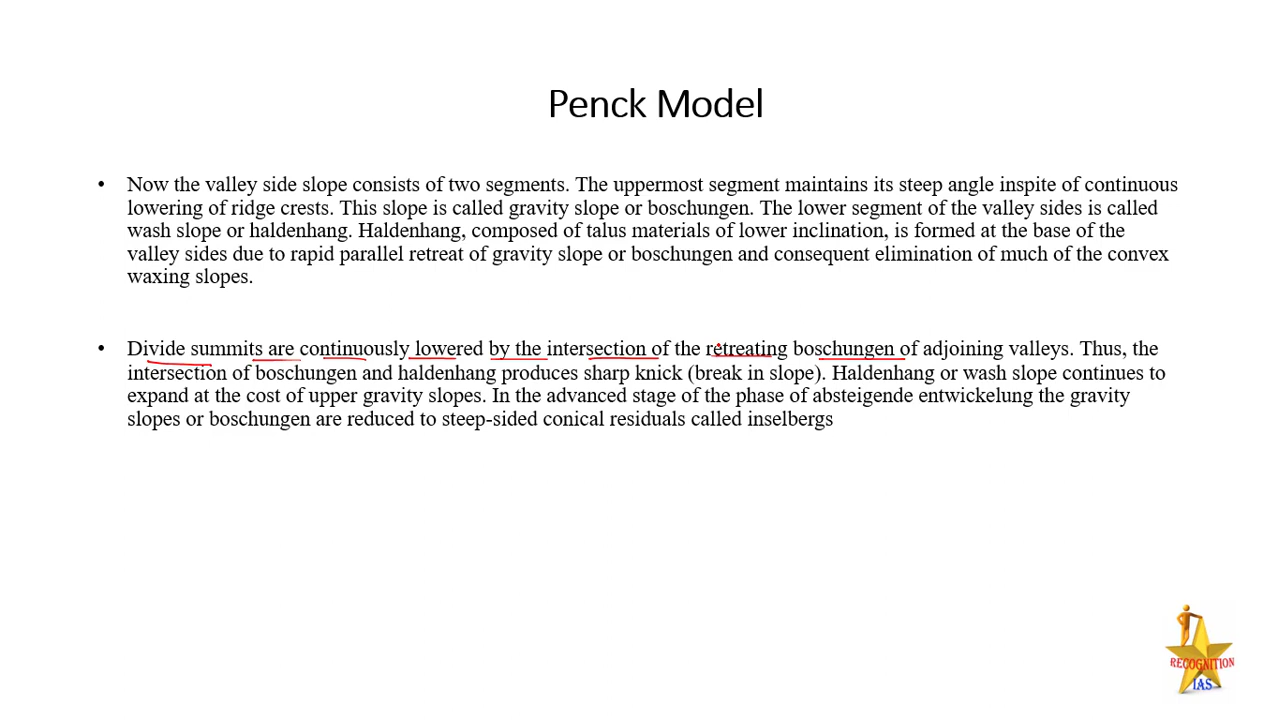 Penck Model
• Now the valley side slope consists of two segments. The uppermost segment maintains its steep angle inspite of continuous
lowering of ridge crests. This slope is called gravity slope or boschungen. The lower segment of the valley sides is called
wash slope or haldenhang. Haldenhang, composed of talus materials of lower inclination, is formed at the base of the
valley sides due to rapid parallel retreat of gravity slope or boschungen and consequent elimination of much of the convex
waxing slopes.
• Divide summits are continuously lowered by the intersection of the retreating boschungen of adjoining valleys. Thus, the
intersection of boschungen and haldenhang produces sharp knick (break in slope). Haldenhang or wash slope continues to
expand at the cost of upper gravity slopes. In the advanced stage of the phase of absteigende entwickelung the gravity
slopes or boschungen are reduced to steep-sided conical residuals called inselbergs
RECOGNITION
IAS